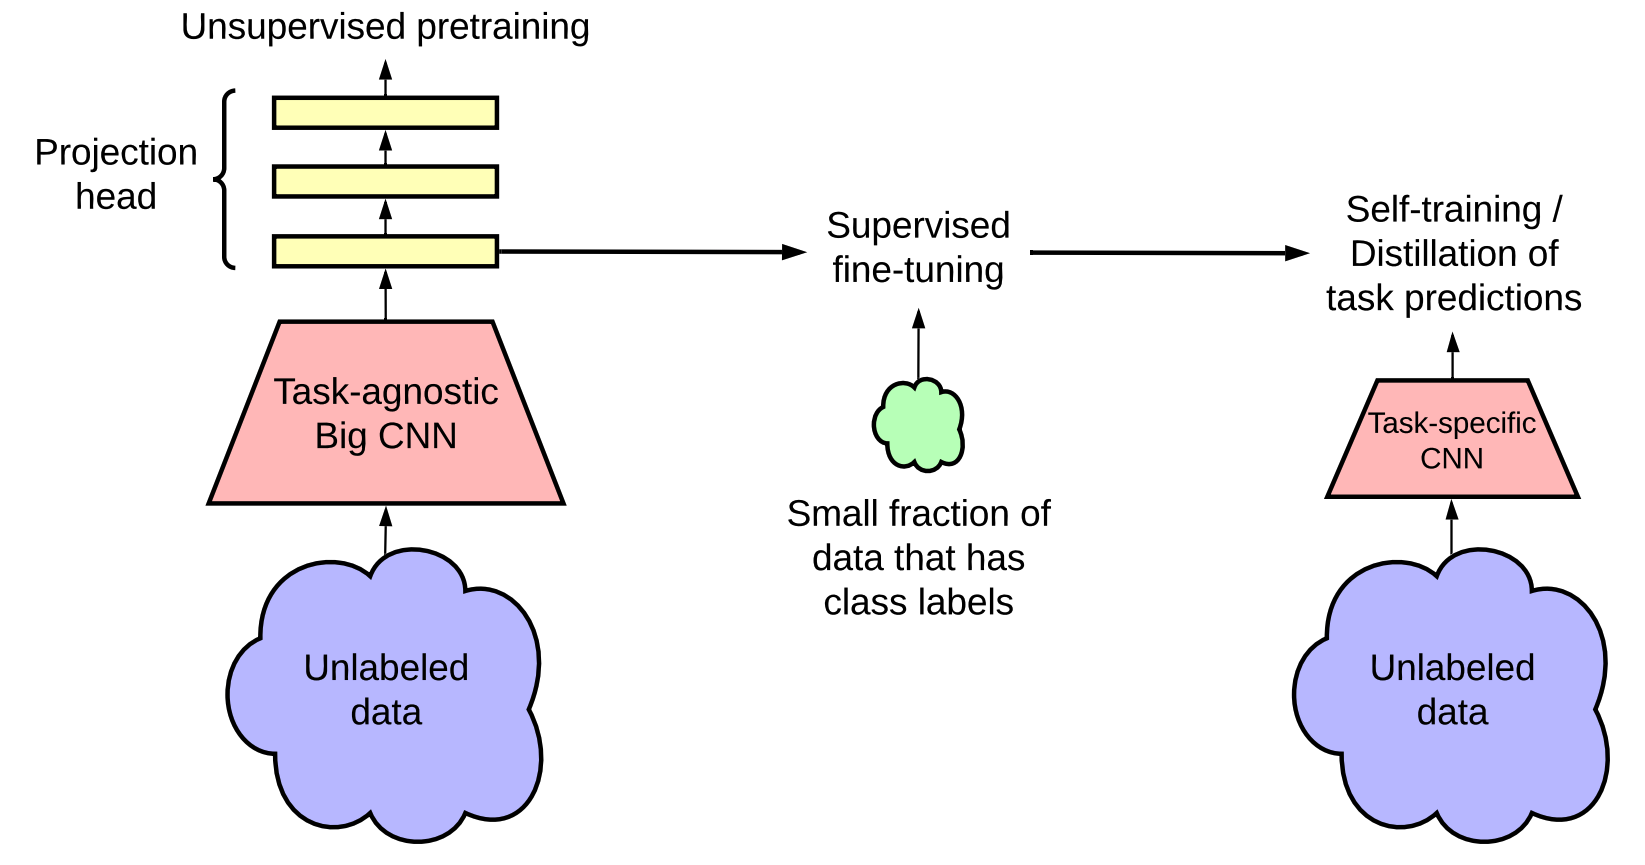 Unsupervised pretraining
Projection
head
Task-agnostic
Big CNN
Unlabeled
data
Supervised
fine-tuning
Small fraction of
data that has
class labels
Self-training /
Distillation of
task predictions
Task-specific
CNN
Unlabeled
data